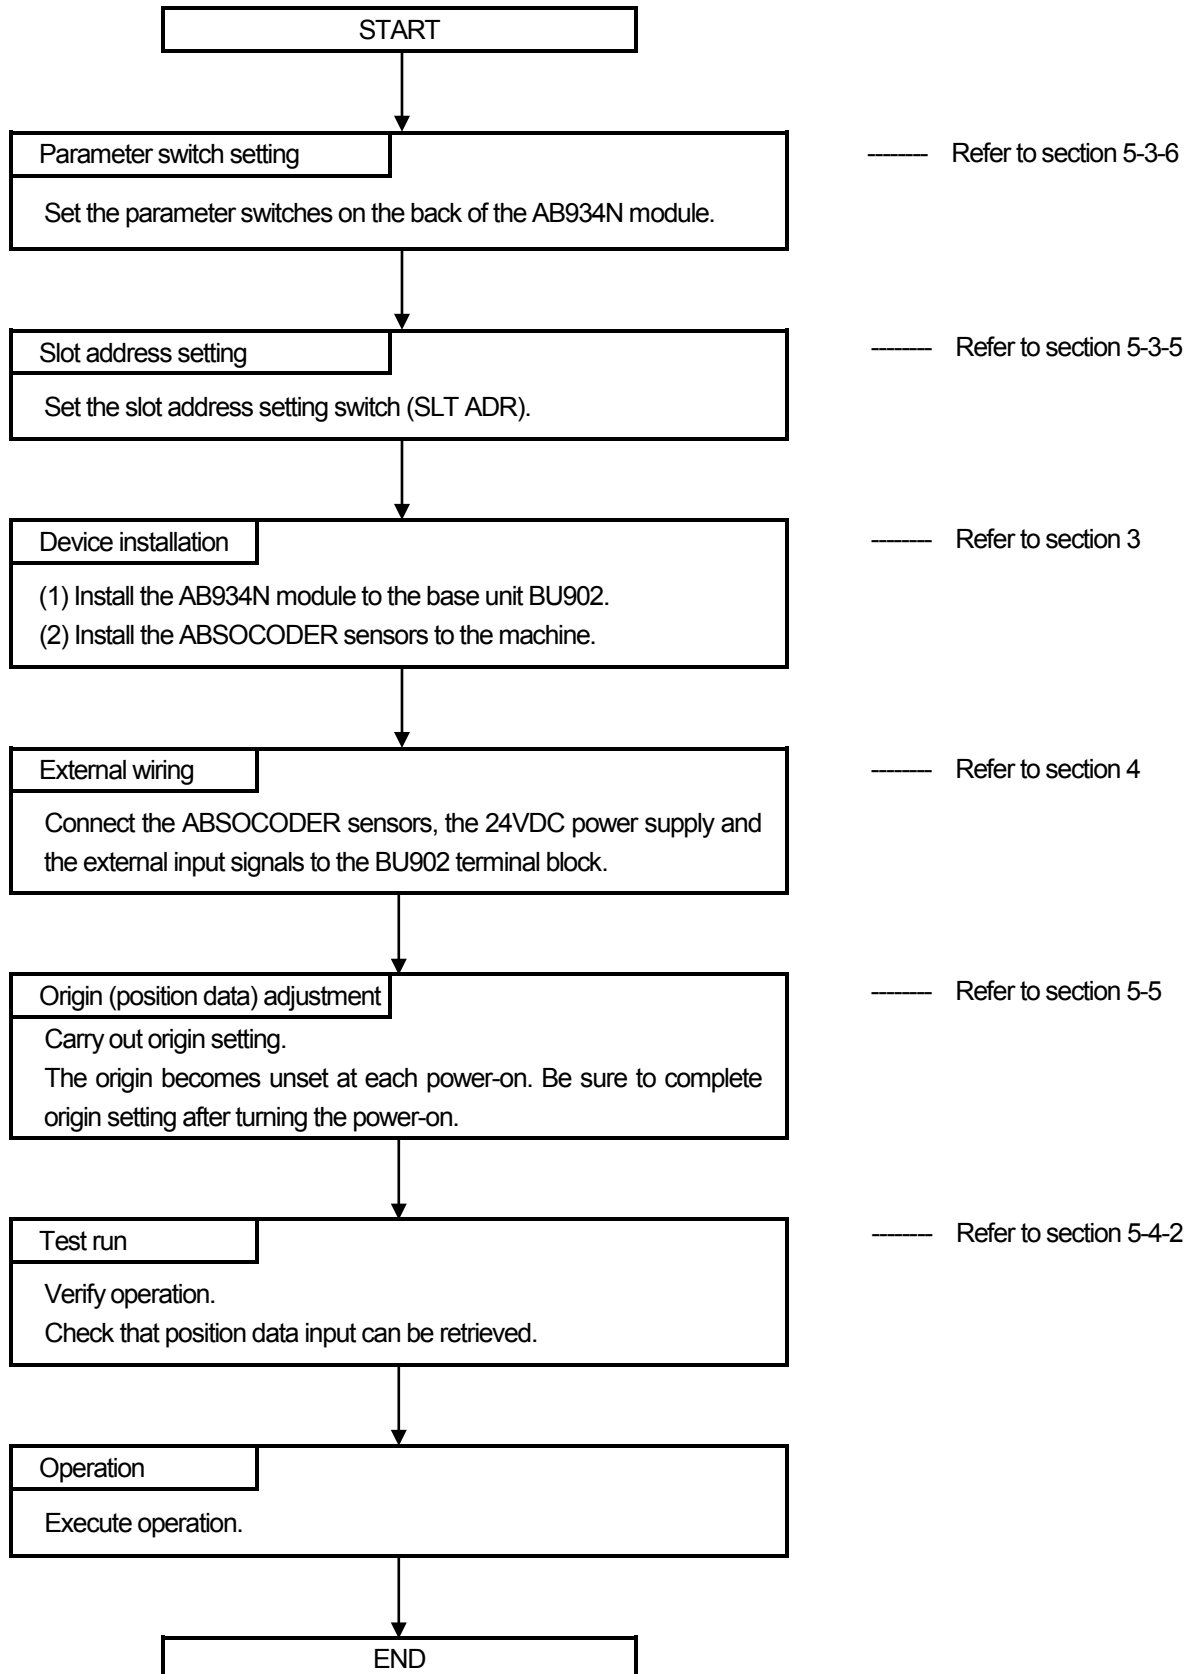 START
Parameter switch setting
-------- Refer to section 5-3-6
Set the parameter switches on the back of the AB934N module.
Slot address setting
-------- Refer to section 5-3-5
Set the slot address setting switch (SLT ADR).
Device installation
-------- Refer to section 3
(1) Install the AB934N module to the base unit BU902.
(2) Install the ABSOCODER sensors to the machine.
External wiring
-------- Refer to section 4
Connect the ABSOCODER sensors, the 24VDC power supply and
the external input signals to the BU902 terminal block.
Origin (position data) adjustment
-------- Refer to section 5-5
Carry out origin setting.
The origin becomes unset at each power-on. Be sure to complete
origin setting after turning the power-on.
Test run
-------- Refer to section 5-4-2
Verify operation.
Check that position data input can be retrieved.
Operation
Execute operation.
END